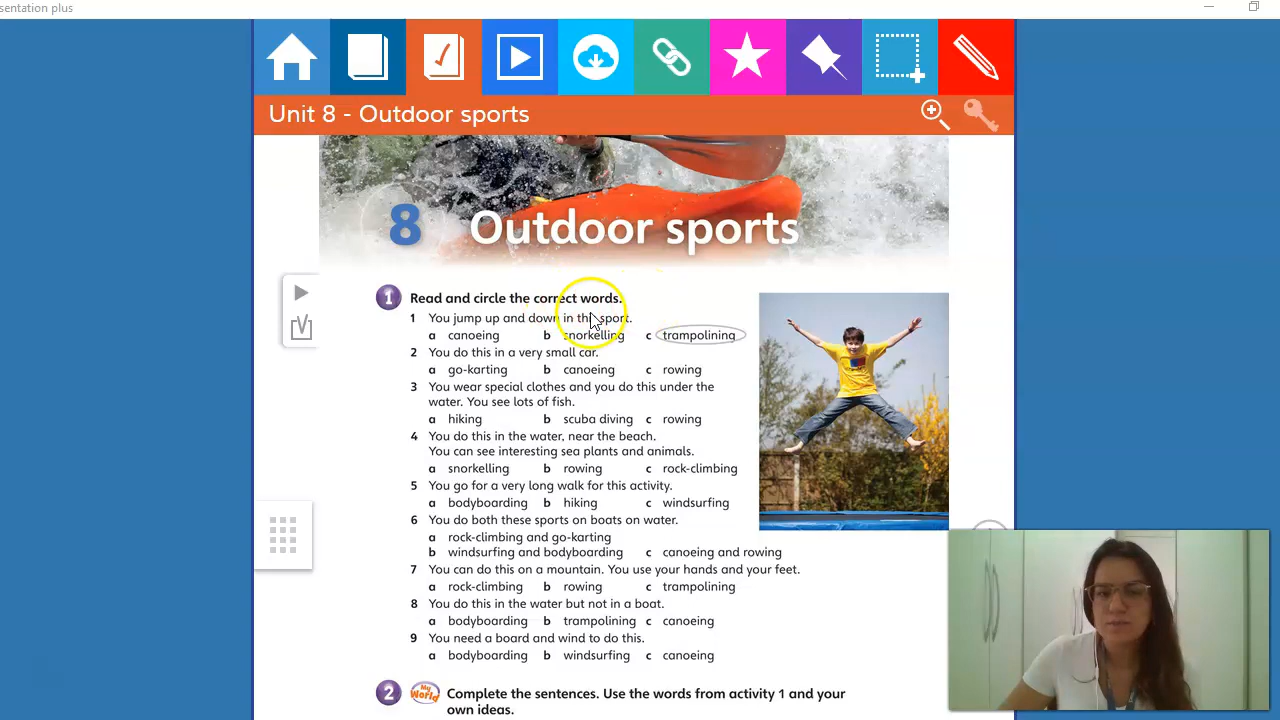 sentation plus
Unit 8 - Outdoor sports
8 Outdoor sports
1 Read and circle the correct words.
1 You jump up and down in this sport.
a canoeing b snorkelling c trampolining
2 You do this in a very small car.
a go-karting b canoeing c rowing
3 You wear special clothes and you do this under the
water. You see lots of fish.
a hiking b scuba diving c rowing
4 You do this in the water, near the beach.
You can see interesting sea plants and animals.
a snorkelling b rowing c rock-climbing
5 You go for a very long walk for this activity.
a bodyboarding b hiking c windsurfing
6 You do both these sports on boats on water.
a rock-climbing and go-karting
b windsurfing and bodyboarding c canoeing and rowing
7 You can do this on a mountain. You use your hands and your feet.
a rock-climbing b rowing c trampolining
8 You do this in the water but not in a boat.
a bodyboarding b trampolining c canoeing
9 You need a board and wind to do this.
a bodyboarding b windsurfing c canoeing
2 My World Complete the sentences. Use the words from activity 1 and your
own ideas.